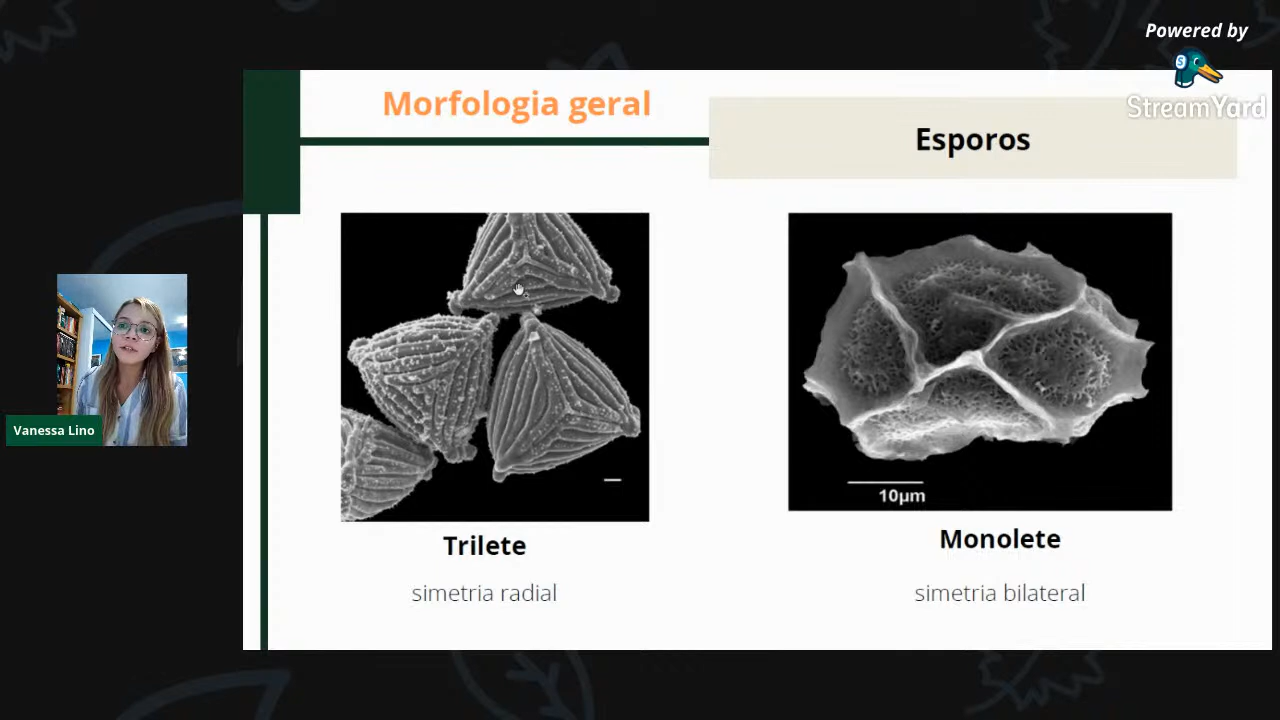 Powered by
StreamYard
Morfologia geral
Esporos
Vanessa Lino
10µm
Trilete
Monolete
simetria radial
simetria bilateral